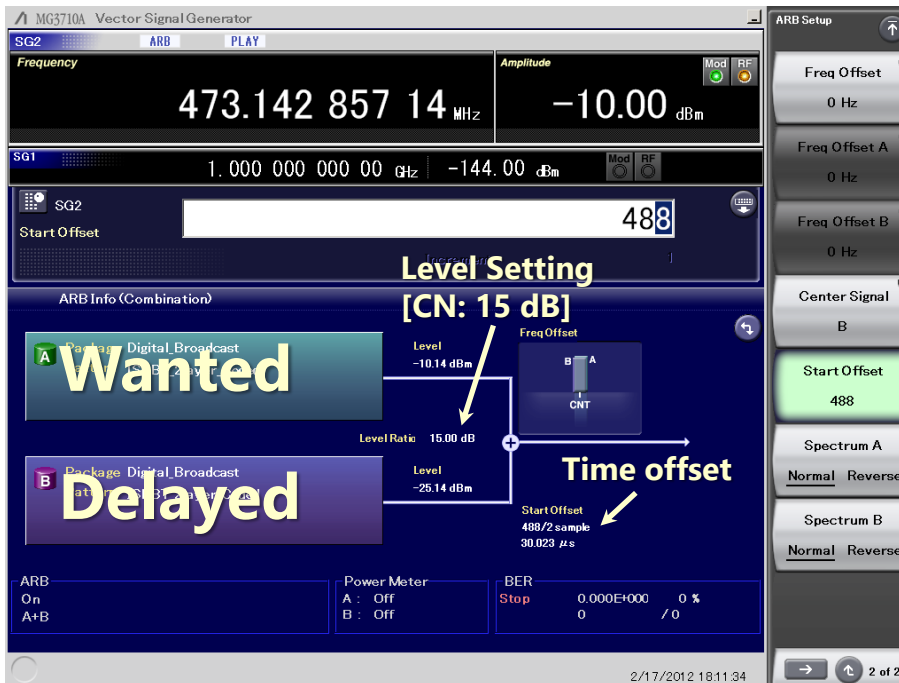 MG3710A Vector Signal Generator
SG2 ARB PLAY
Frequency
473.142 857 14 MHz
Amplitude
Mod RF
-10.00 dBm
SG1
1.000 000 000 00 GHz -144.00 dBm
Mod RF
SG2
Start Offset
488
1
Level Setting
[CN: 15 dB]
ARB Info (Combination)
A Package Digital_Broadcast
Wanted
Level
-10.14 dBm
Freq Offset
B A
CNT
Level Ratio 15.00 dB
B Package Digital_Broadcast
Delayed
Level
-25.14 dBm
Time offset
Start Offset
488/2 sample
30.023 μs
ARB
On
A+B
Power Meter
A : Off
B : Off
BER
Stop 0.000E+000 0 %
0 / 0
2/17/2012 18:11:34
ARB Setup
Freq Offset
0 Hz
Freq Offset A
0 Hz
Freq Offset B
0 Hz
Center Signal
B
Start Offset
488
Spectrum A
Normal Reverse
Spectrum B
Normal Reverse
2 of 2